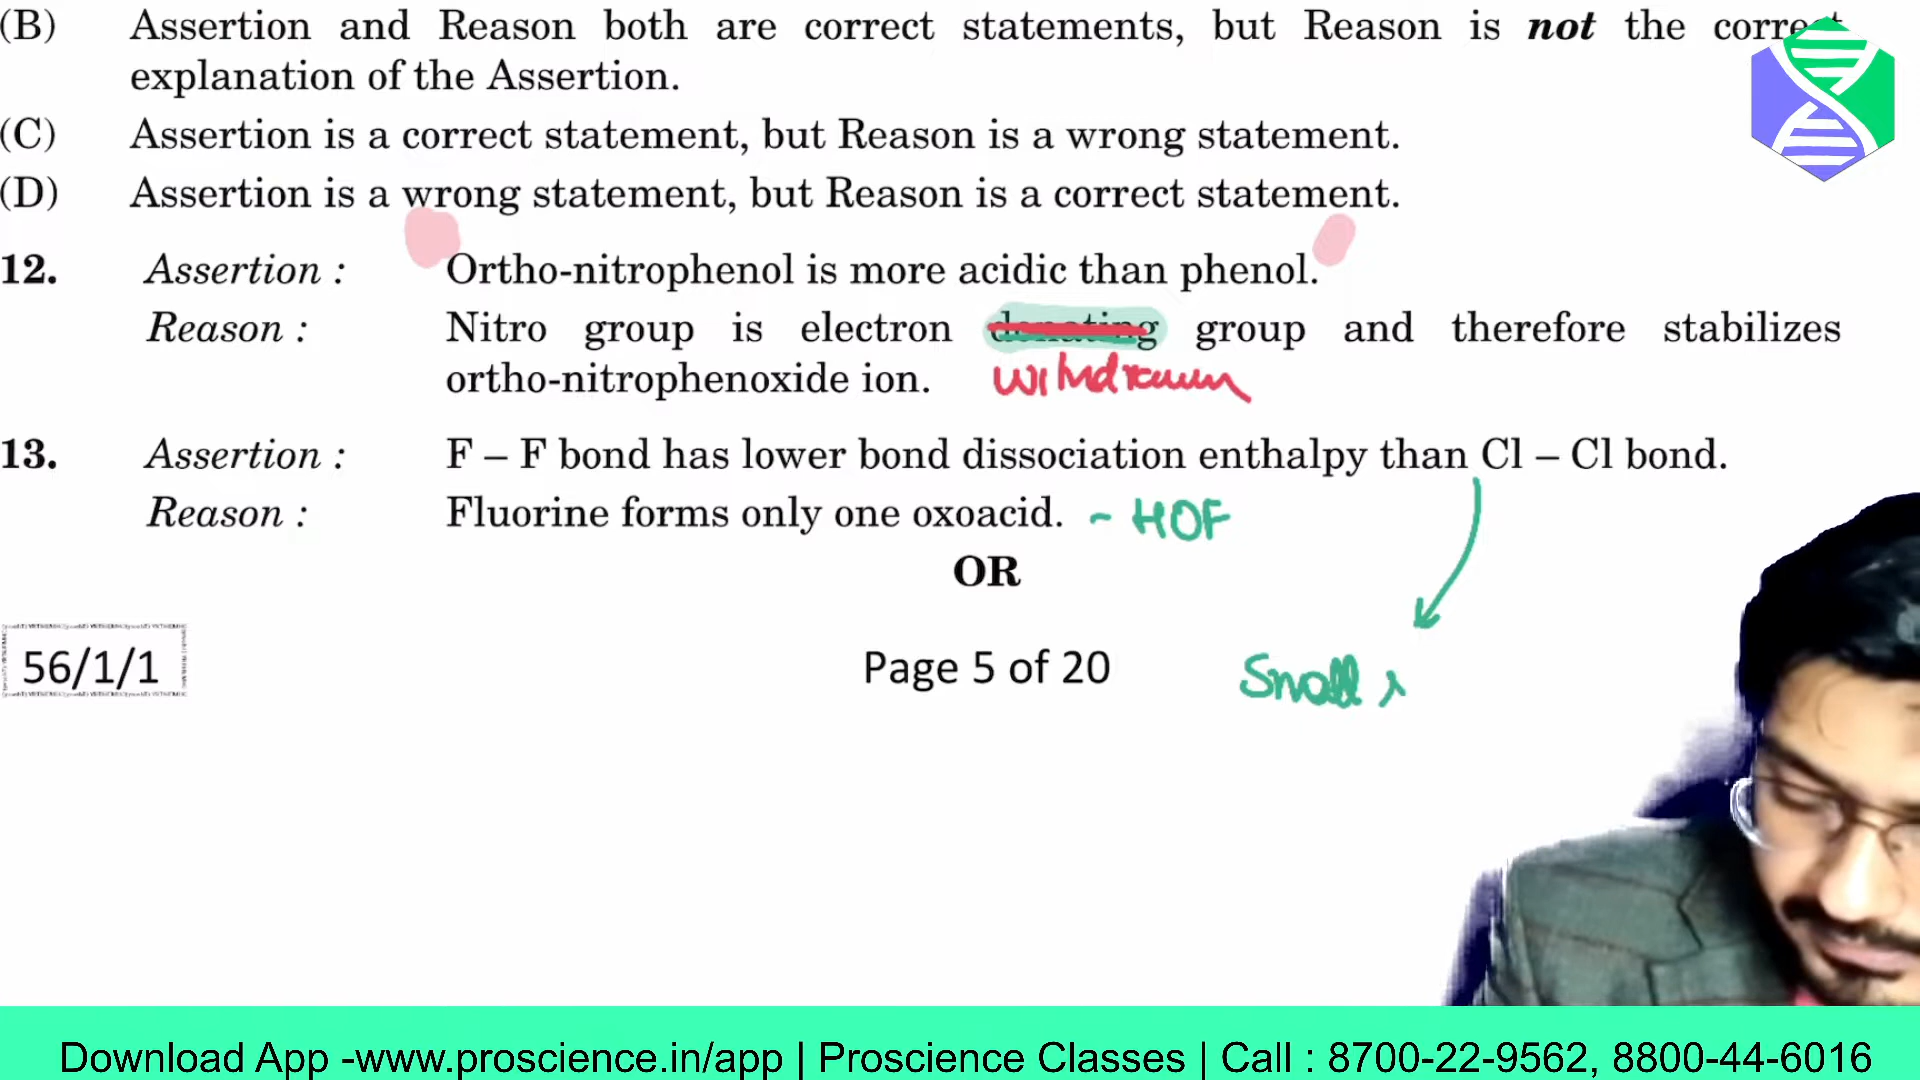 (B) Assertion and Reason both are correct statements, but Reason is not the correct
explanation of the Assertion.
(C) Assertion is a correct statement, but Reason is a wrong statement.
(D) Assertion is a wrong statement, but Reason is a correct statement.
12. Assertion : Ortho-nitrophenol is more acidic than phenol.
Reason : Nitro group is electron donating group and therefore stabilizes
ortho-nitrophenoxide ion.
13. Assertion : F – F bond has lower bond dissociation enthalpy than Cl – Cl bond.
Reason : Fluorine forms only one oxoacid. - HOF
OR
56/1/1 Page 5 of 20 Small
Download App -www.proscience.in/app | Proscience Classes | Call : 8700-22-9562, 8800-44-6016